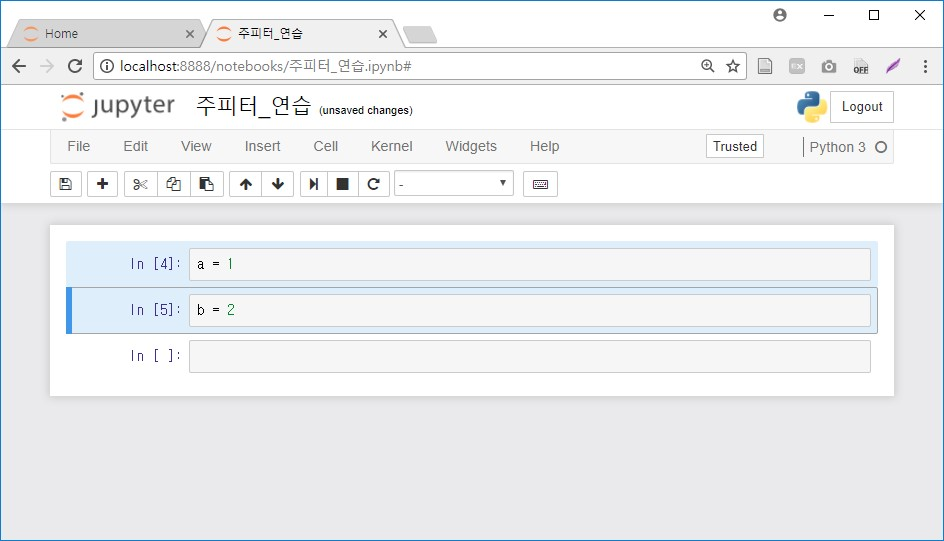 Home
주피터_연습
localhost:8888/notebooks/주피터_연습.ipynb#
OFF
jupyter 주피터_연습 (unsaved changes)
Logout
File Edit View Insert Cell Kernel Widgets Help
Trusted
Python 3
-
In [4]: a = 1
In [5]: b = 2
In [ ]: